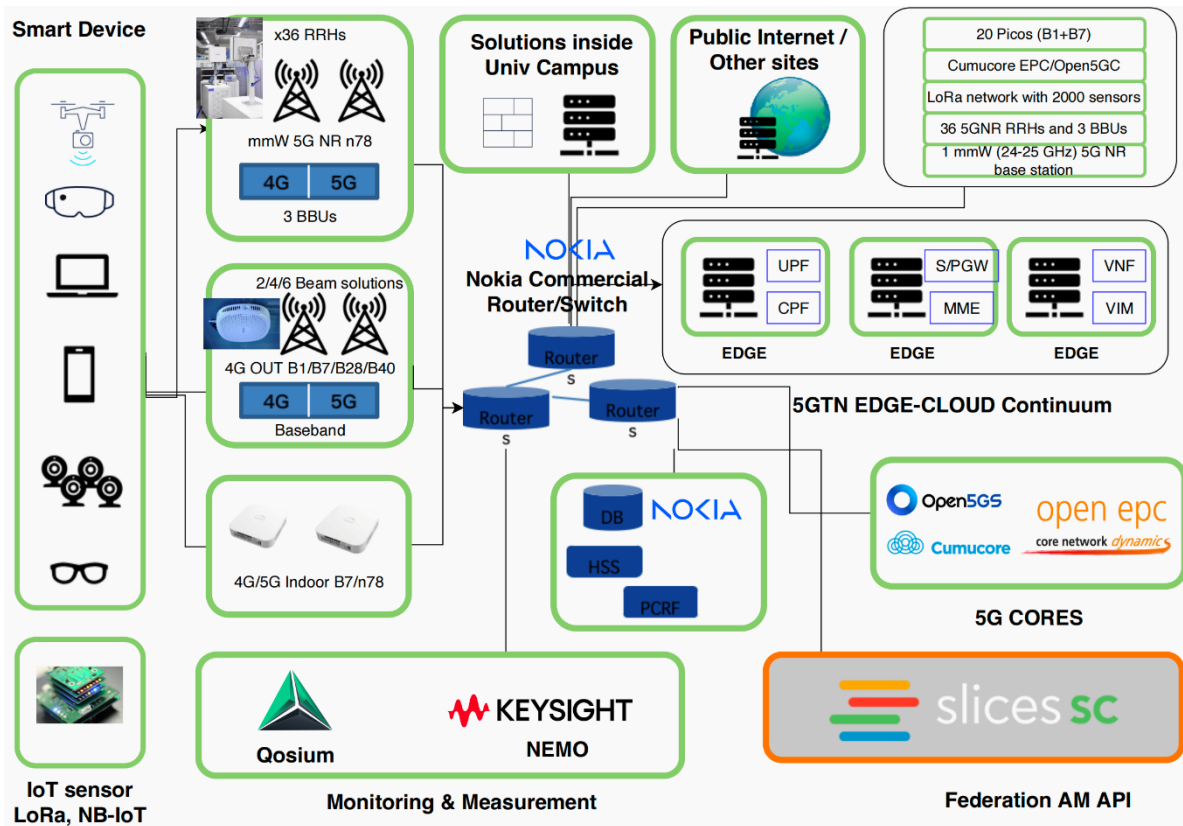 Smart Device
IoT sensor
LoRa, NB-IoT
x36 RRHs
mmW 5G NR n78
4G
5G
3 BBUs
2/4/6 Beam solutions
4G OUT B1/B7/B28/B40
4G
5G
Baseband
4G/5G Indoor B7/n78
Solutions inside
Univ Campus
Public Internet /
Other sites
20 Picos (B1+B7)
Cumucore EPC/Open5GC
LoRa network with 2000 sensors
36 5GNR RRHs and 3 BBUs
1 mmW (24-25 GHz) 5G NR
base station
NOKIA
Nokia Commercial
Router/Switch
Router
s
Router
s
Router
s
UPF
CPF
EDGE
S/PGW
MME
EDGE
VNF
VIM
EDGE
5GTN EDGE-CLOUD Continuum
DB
NOKIA
HSS
PCRF
Open5GS
Cumucore
open epc
core network dynamics
5G CORES
Qosium
KEYSIGHT
NEMO
Monitoring & Measurement
slices sc
Federation AM API